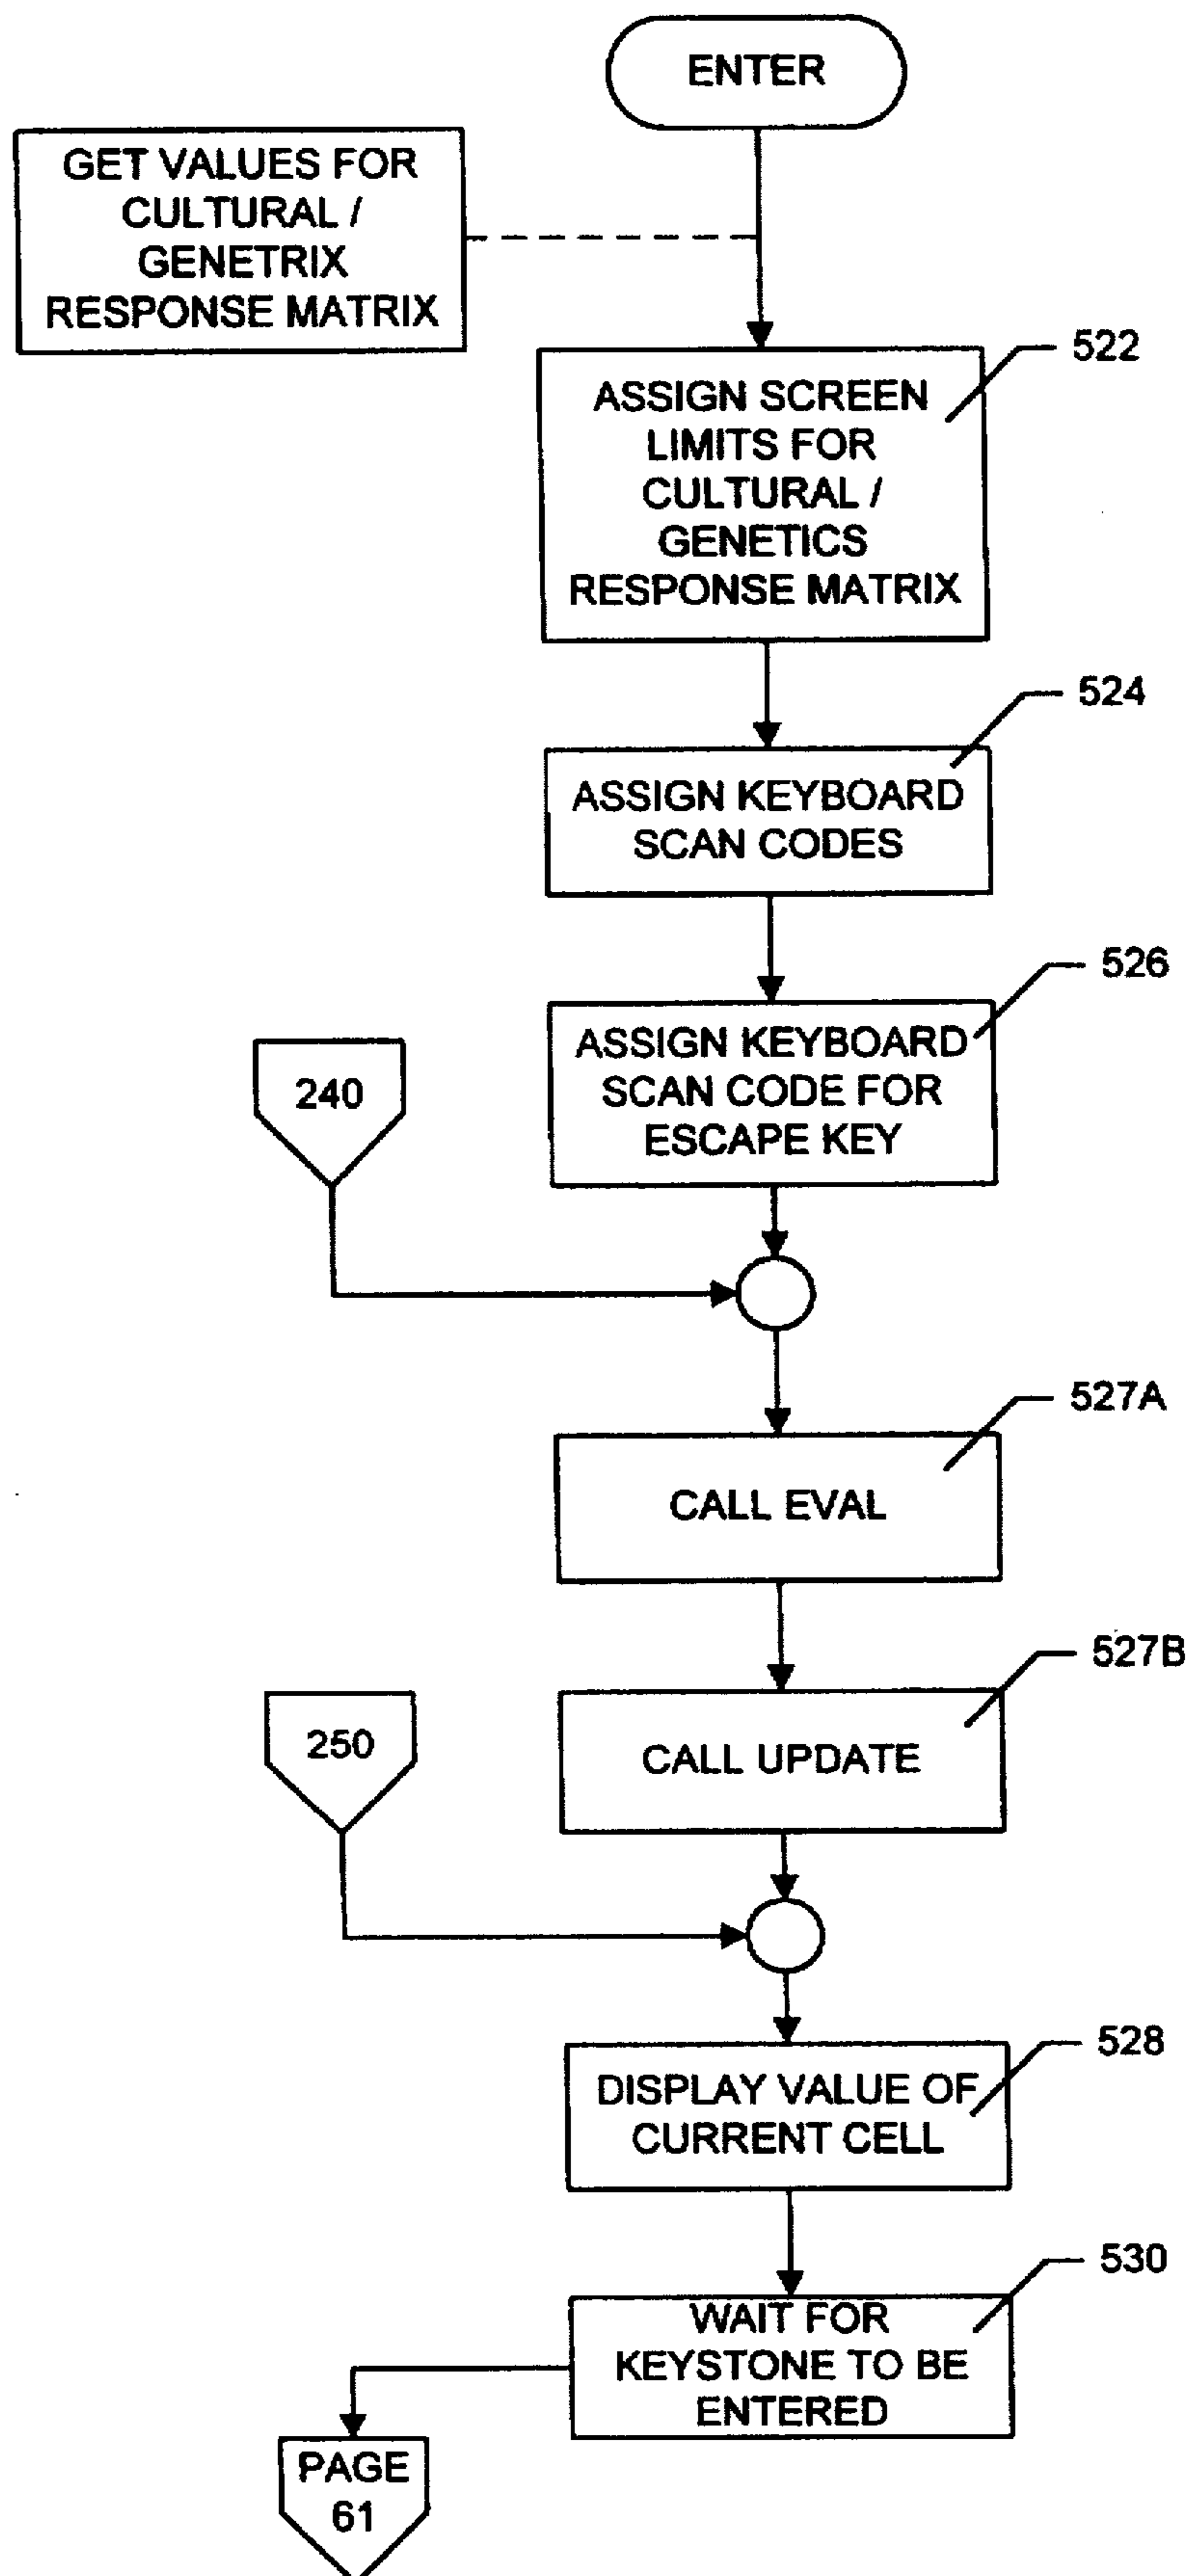 ENTER
GET VALUES FOR
CULTURAL /
GENETRIX
RESPONSE MATRIX
522
ASSIGN SCREEN
LIMITS FOR
CULTURAL /
GENETICS
RESPONSE MATRIX
524
ASSIGN KEYBOARD
SCAN CODES
526
ASSIGN KEYBOARD
SCAN CODE FOR
ESCAPE KEY
240
527A
CALL EVAL
527B
CALL UPDATE
250
528
DISPLAY VALUE OF
CURRENT CELL
530
WAIT FOR
KEYSTONE TO BE
ENTERED
PAGE
61